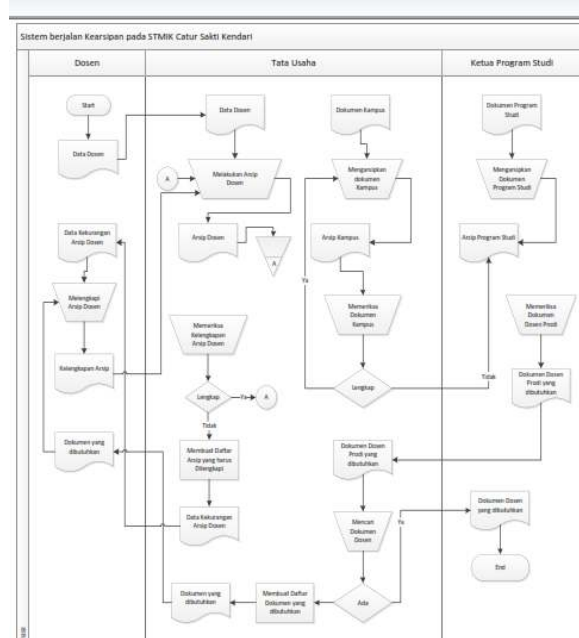 Sistem berjalan Kearsipan pada STMIK Catur Sakti Kendari
Dosen
Tata Usaha
Ketua Program Studi
Start
Data Dosen
Data Dosen
Dokumen Kampus
Dokumen Program
Studi
A
Melakukan Arsip
Dosen
Mengarsipkan
dokumen
Kampus
Mengarsipkan
Dokumen
Program Studi
Data Kekurangan
Arsip Dosen
Arsip Dosen
A
Arsip Kampus
Arsip Program Studi
Ya
Melengkapi
Arsip Dosen
Memeriksa
Kelengkapan
Arsip Dosen
Memeriksa
Dokumen
Kampus
Memeriksa
Dokumen
Dosen Prodi
Kelengkapan Arsip
Lengkap
Ya
A
Lengkap
Tidak
Dokumen Dosen
Prodi yang
dibutuhkan
Tidak
Dokumen yang
dibutuhkan
Membuat Daftar
Arsip yang harus
Dilengkapi
Dokumen Dosen
Prodi yang
dibutuhkan
Data Kekurangan
Arsip Dosen
Mencari
Dokumen
Dosen
Ya
Dokumen Dosen
yang dibutuhkan
End
Dokumen yang
dibutuhkan
Membuat Daftar
Dokumen yang
dibutuhkan
Ada